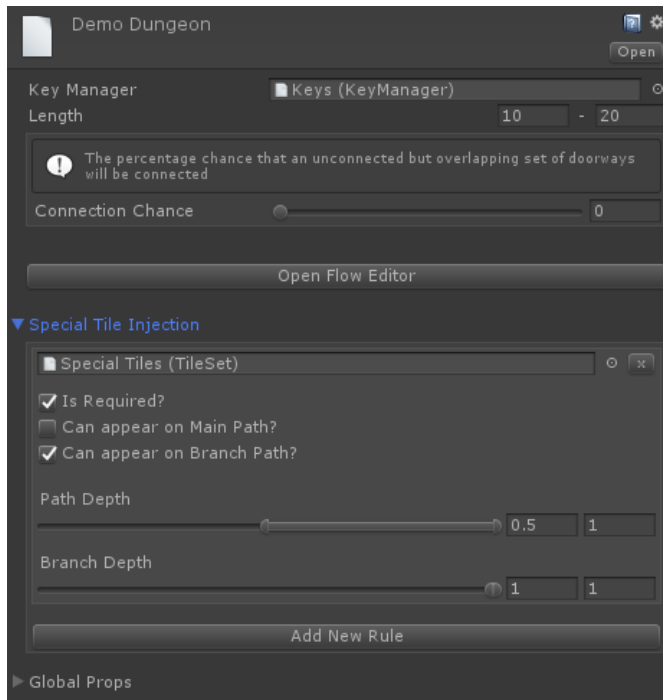 Demo Dungeon
Open
Key Manager Keys (KeyManager)
Length 10 - 20
The percentage chance that an unconnected but overlapping set of doorways
will be connected
Connection Chance 0
Open Flow Editor
Special Tile Injection
Special Tiles (TileSet) x
Is Required?
Can appear on Main Path?
Can appear on Branch Path?
Path Depth
0.5 1
Branch Depth
1 1
Add New Rule
Global Props